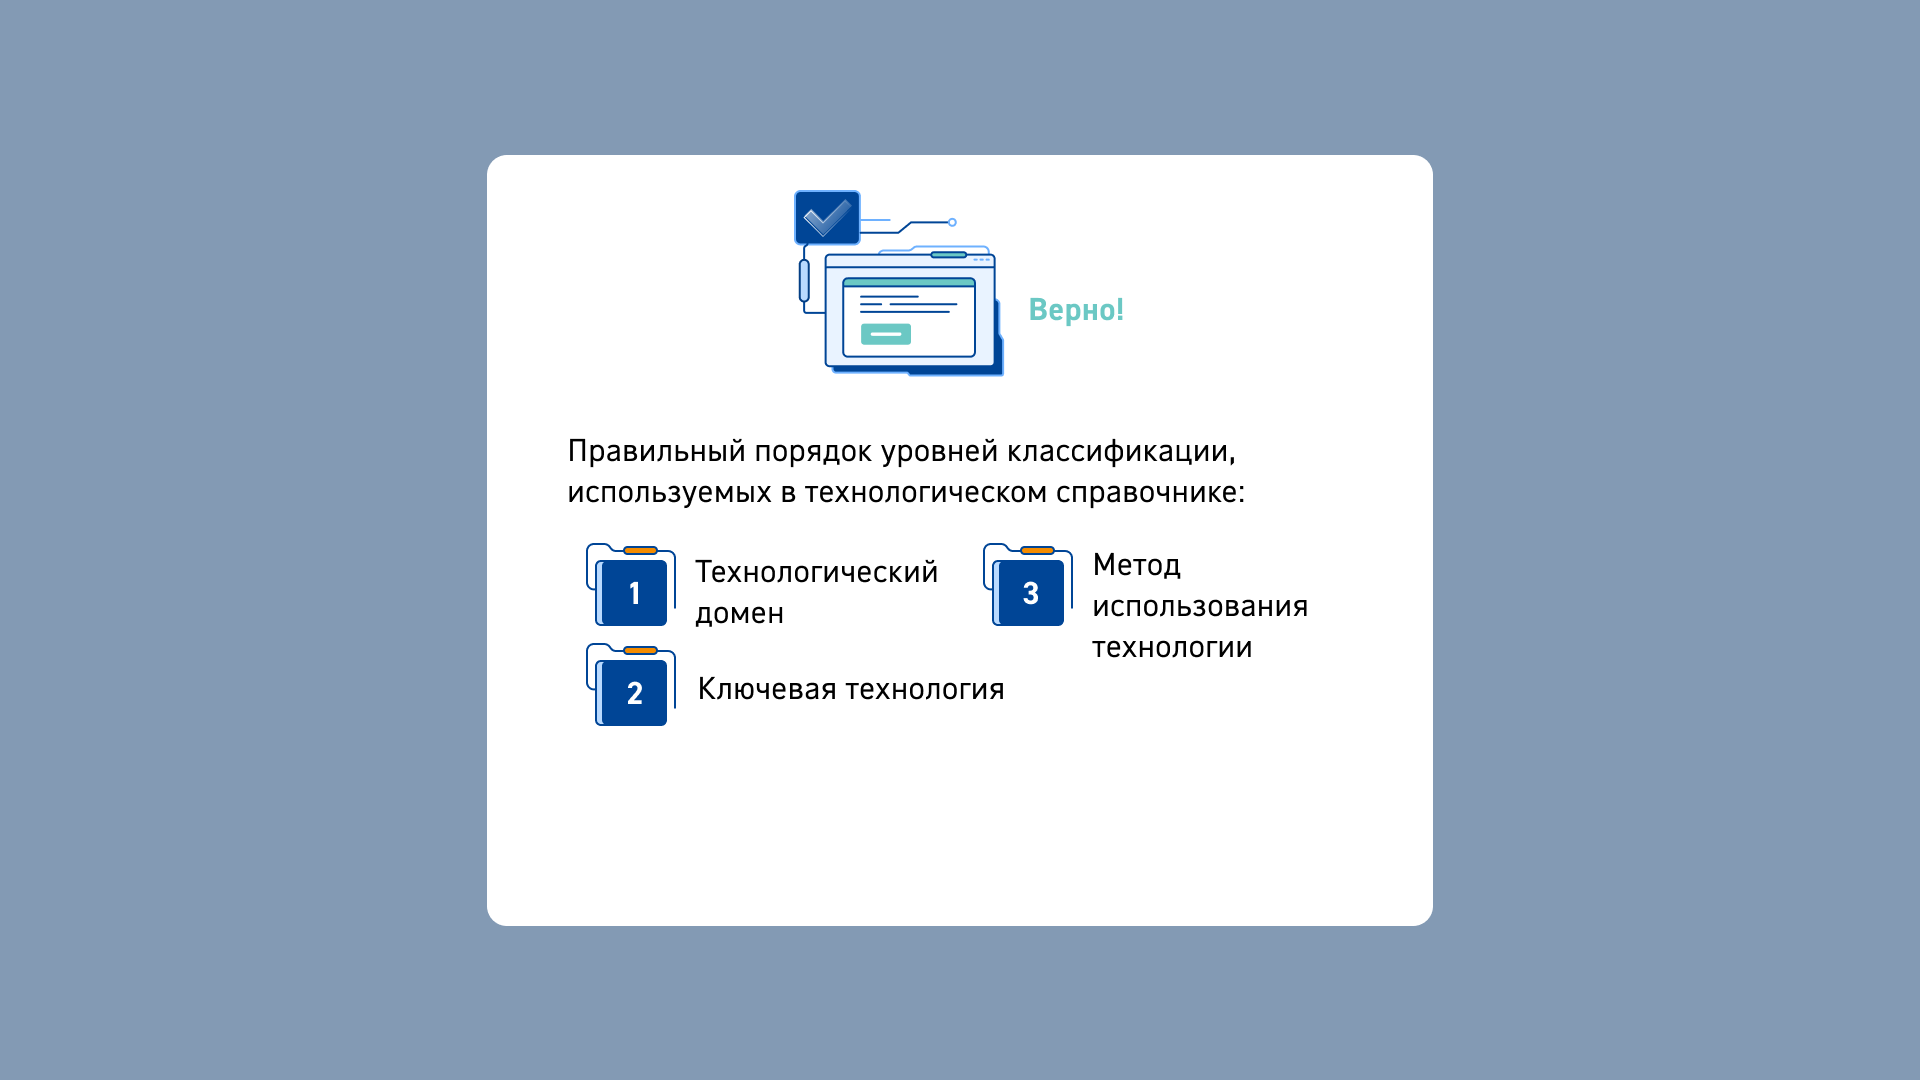 Верно!
Правильный порядок уровней классификации,
используемых в технологическом справочнике:
1
Технологический
домен
2
Ключевая технология
3
Метод
использования
технологии